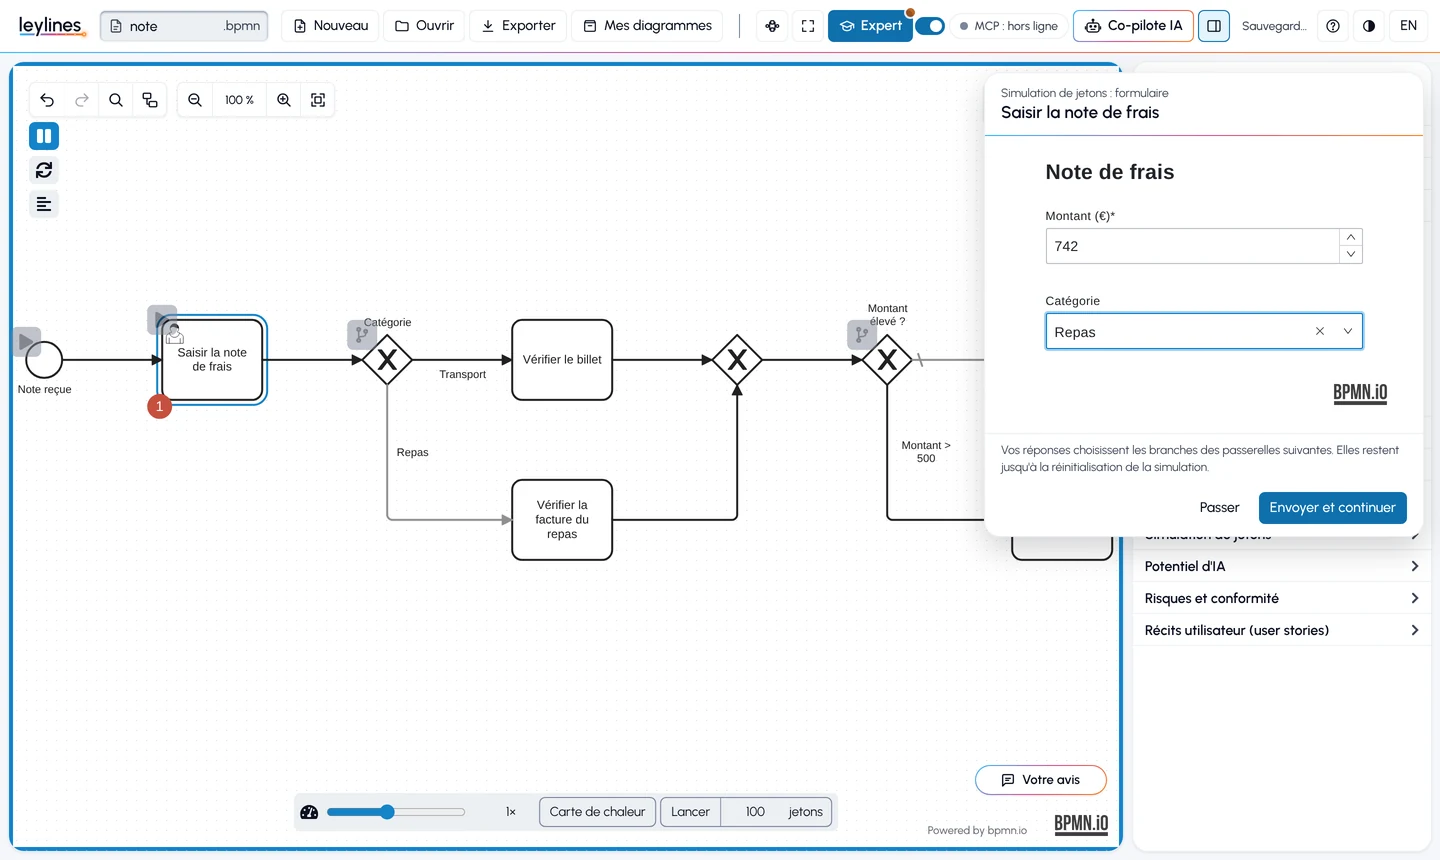 leylines
note .bpmn
Nouveau
Ouvrir
Exporter
Mes diagrammes
Expert
MCP : hors ligne
Co-pilote IA
Sauvegard...
EN
100 %
Simulation de jetons : formulaire
Saisir la note de frais
Note de frais
Montant (€)*
742
Catégorie
Repas
BPMN.iO
Vos réponses choisissent les branches des passerelles suivantes. Elles restent
jusqu'à la réinitialisation de la simulation.
Passer
Envoyer et continuer
Note reçue
Saisir la note
de frais
1
Catégorie
X
Transport
Repas
Vérifier le billet
Vérifier la
facture du
repas
X
Montant
élevé ?
X
Montant >
500
Simulation de jetons
Potentiel d'IA
Risques et conformité
Récits utilisateur (user stories)
Votre avis
1×
Carte de chaleur
Lancer
100
jetons
Powered by bpmn.io
BPMN.iO